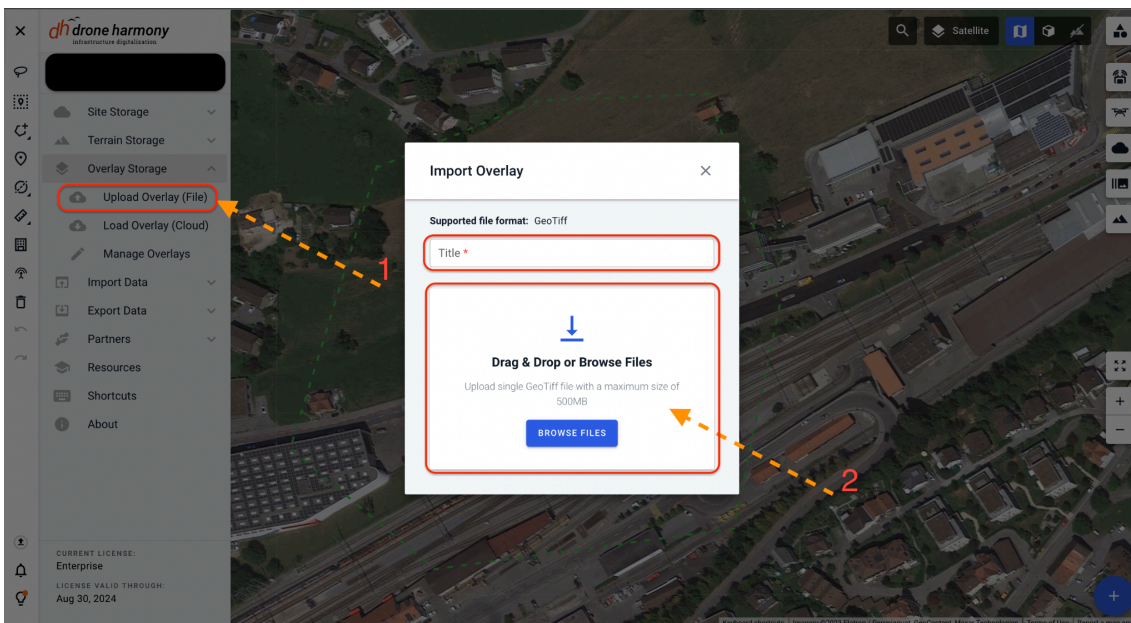 dh drone harmony
infrastructure digitalization.
Site Storage
Terrain Storage
Overlay Storage
Upload Overlay (File)
Load Overlay (Cloud)
Manage Overlays
Import Data
Export Data
Partners
Resources
Shortcuts
About
CURRENT LICENSE:
Enterprise
LICENSE VALID THROUGH:
Aug 30, 2024
Satellite
Import Overlay
Supported file format: GeoTiff
Title *
Drag & Drop or Browse Files
Upload single GeoTiff file with a maximum size of
500MB
BROWSE FILES
1
2